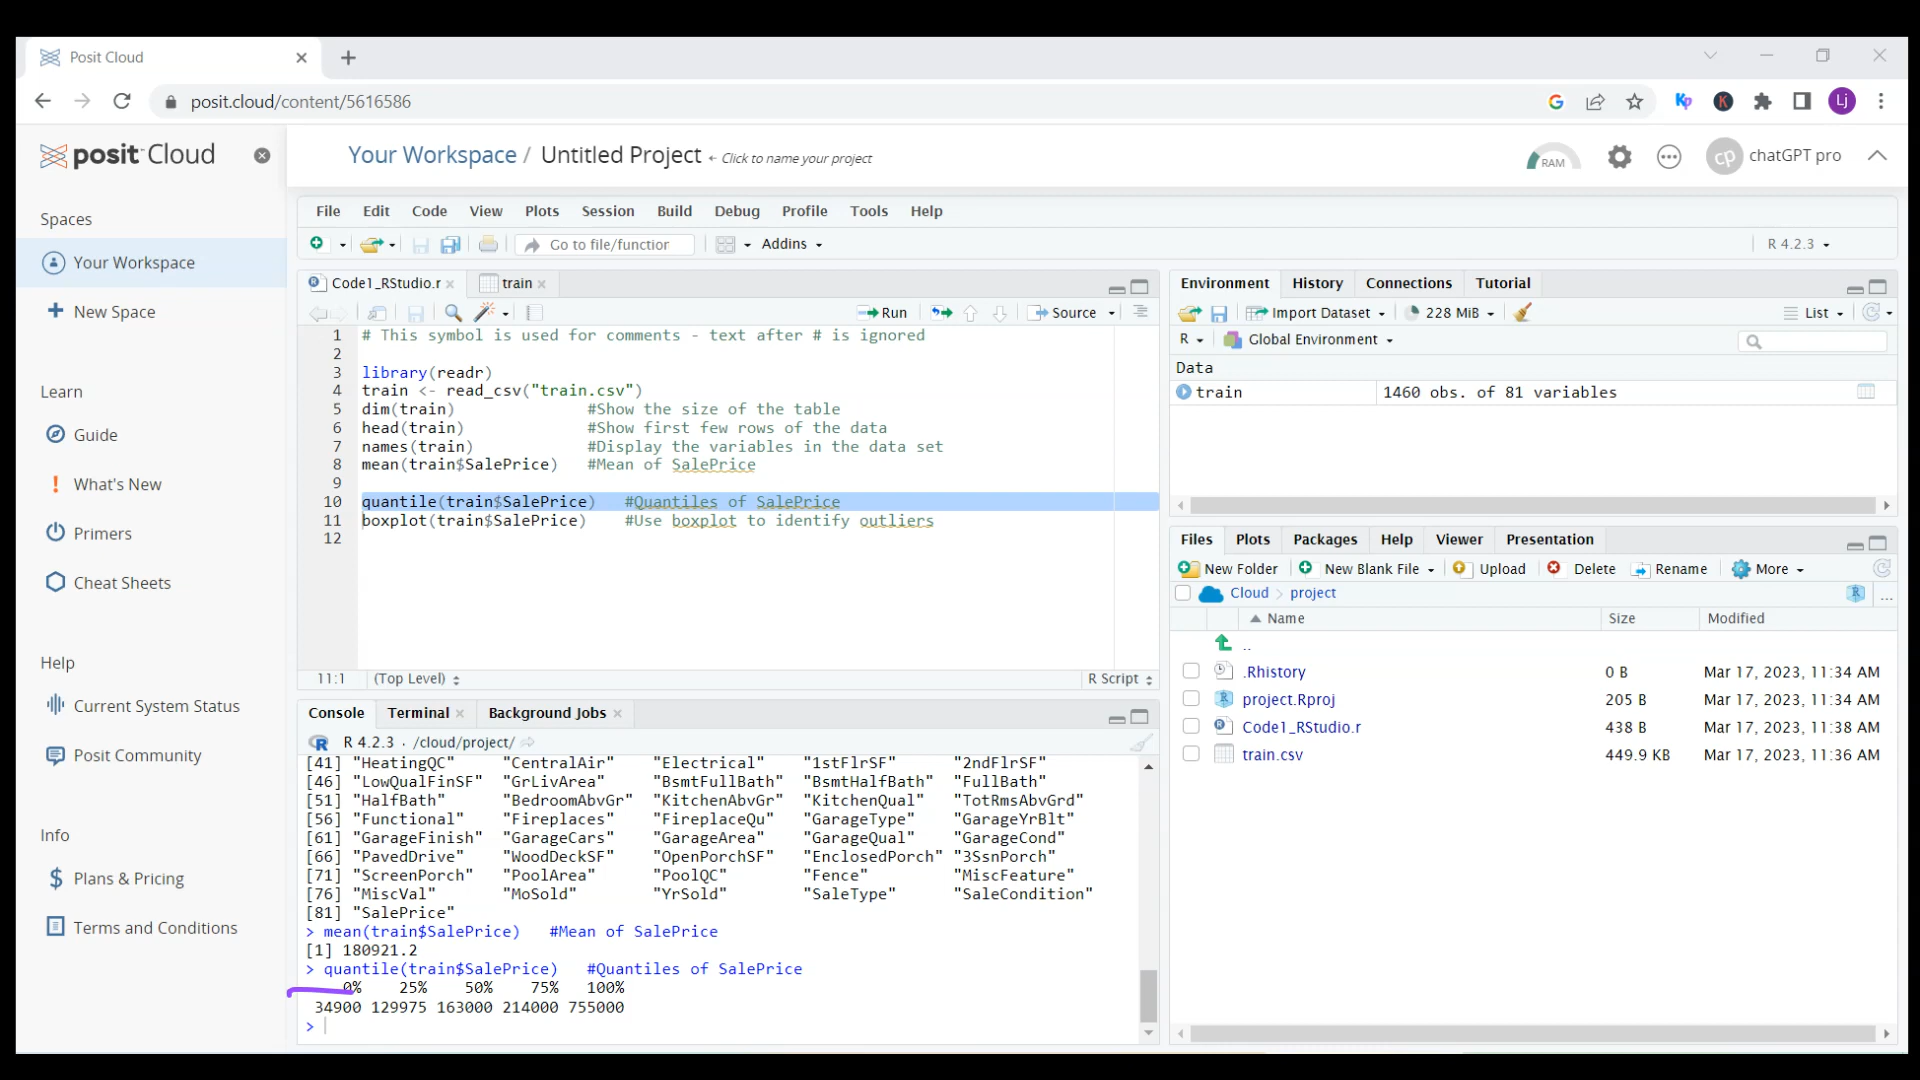 Posit Cloud
posit.cloud/content/5616586
Lj
posit Cloud
Your Workspace / Untitled Project ← Click to name your project
RAM
cp chatGPT pro
Spaces
Your Workspace
New Space
Learn
Guide
What's New
Primers
Cheat Sheets
Help
Current System Status
Posit Community
Info
Plans & Pricing
Terms and Conditions
File Edit Code View Plots Session Build Debug Profile Tools Help
Go to file/function Addins R 4.2.3
Code1_RStudio.r train
Run Source
1 # This symbol is used for comments - text after # is ignored
2
3 library(readr)
4 train <- read_csv("train.csv")
5 dim(train) #Show the size of the table
6 head(train) #Show first few rows of the data
7 names(train) #Display the variables in the data set
8 mean(train$SalePrice) #Mean of SalePrice
9
10 quantile(train$SalePrice) #Quantiles of SalePrice
11 boxplot(train$SalePrice) #Use boxplot to identify outliers
12
11:1 (Top Level) R Script
Console Terminal Background Jobs
R 4.2.3 · /cloud/project/
[41] "HeatingQC" "CentralAir" "Electrical" "1stFlrSF" "2ndFlrSF"
[46] "LowQualFinSF" "GrLivArea" "BsmtFullBath" "BsmtHalfBath" "FullBath"
[51] "HalfBath" "BedroomAbvGr" "KitchenAbvGr" "KitchenQual" "TotRmsAbvGrd"
[56] "Functional" "Fireplaces" "FireplaceQu" "GarageType" "GarageYrBlt"
[61] "GarageFinish" "GarageCars" "GarageArea" "GarageQual" "GarageCond"
[66] "PavedDrive" "WoodDeckSF" "OpenPorchSF" "EnclosedPorch" "3SsnPorch"
[71] "ScreenPorch" "PoolArea" "PoolQC" "Fence" "MiscFeature"
[76] "MiscVal" "MoSold" "YrSold" "SaleType" "SaleCondition"
[81] "SalePrice"
> mean(train$SalePrice) #Mean of SalePrice
[1] 180921.2
> quantile(train$SalePrice) #Quantiles of SalePrice
0% 25% 50% 75% 100%
34900 129975 163000 214000 755000
>
Environment History Connections Tutorial
Import Dataset 228 MiB List
R Global Environment
Data
train 1460 obs. of 81 variables
Files Plots Packages Help Viewer Presentation
New Folder New Blank File Upload Delete Rename More
Cloud project ...
Name Size Modified
..
.Rhistory 0 B Mar 17, 2023, 11:34 AM
project.Rproj 205 B Mar 17, 2023, 11:34 AM
Code1_RStudio.r 438 B Mar 17, 2023, 11:38 AM
train.csv 449.9 KB Mar 17, 2023, 11:36 AM